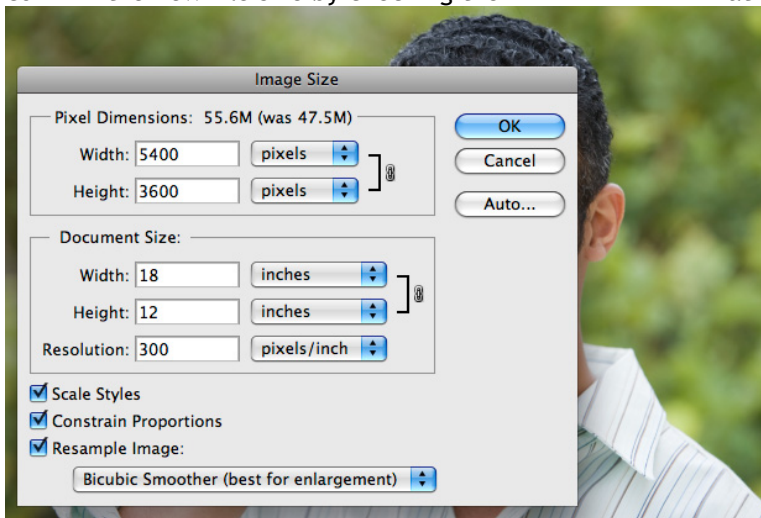 Image Size
Pixel Dimensions: 55.6M (was 47.5M)
OK
Width: 5400 pixels
Cancel
Height: 3600 pixels
Auto...
Document Size:
Width: 18 inches
Height: 12 inches
Resolution: 300 pixels/inch
Scale Styles
Constrain Proportions
Resample Image:
Bicubic Smoother (best for enlargement)